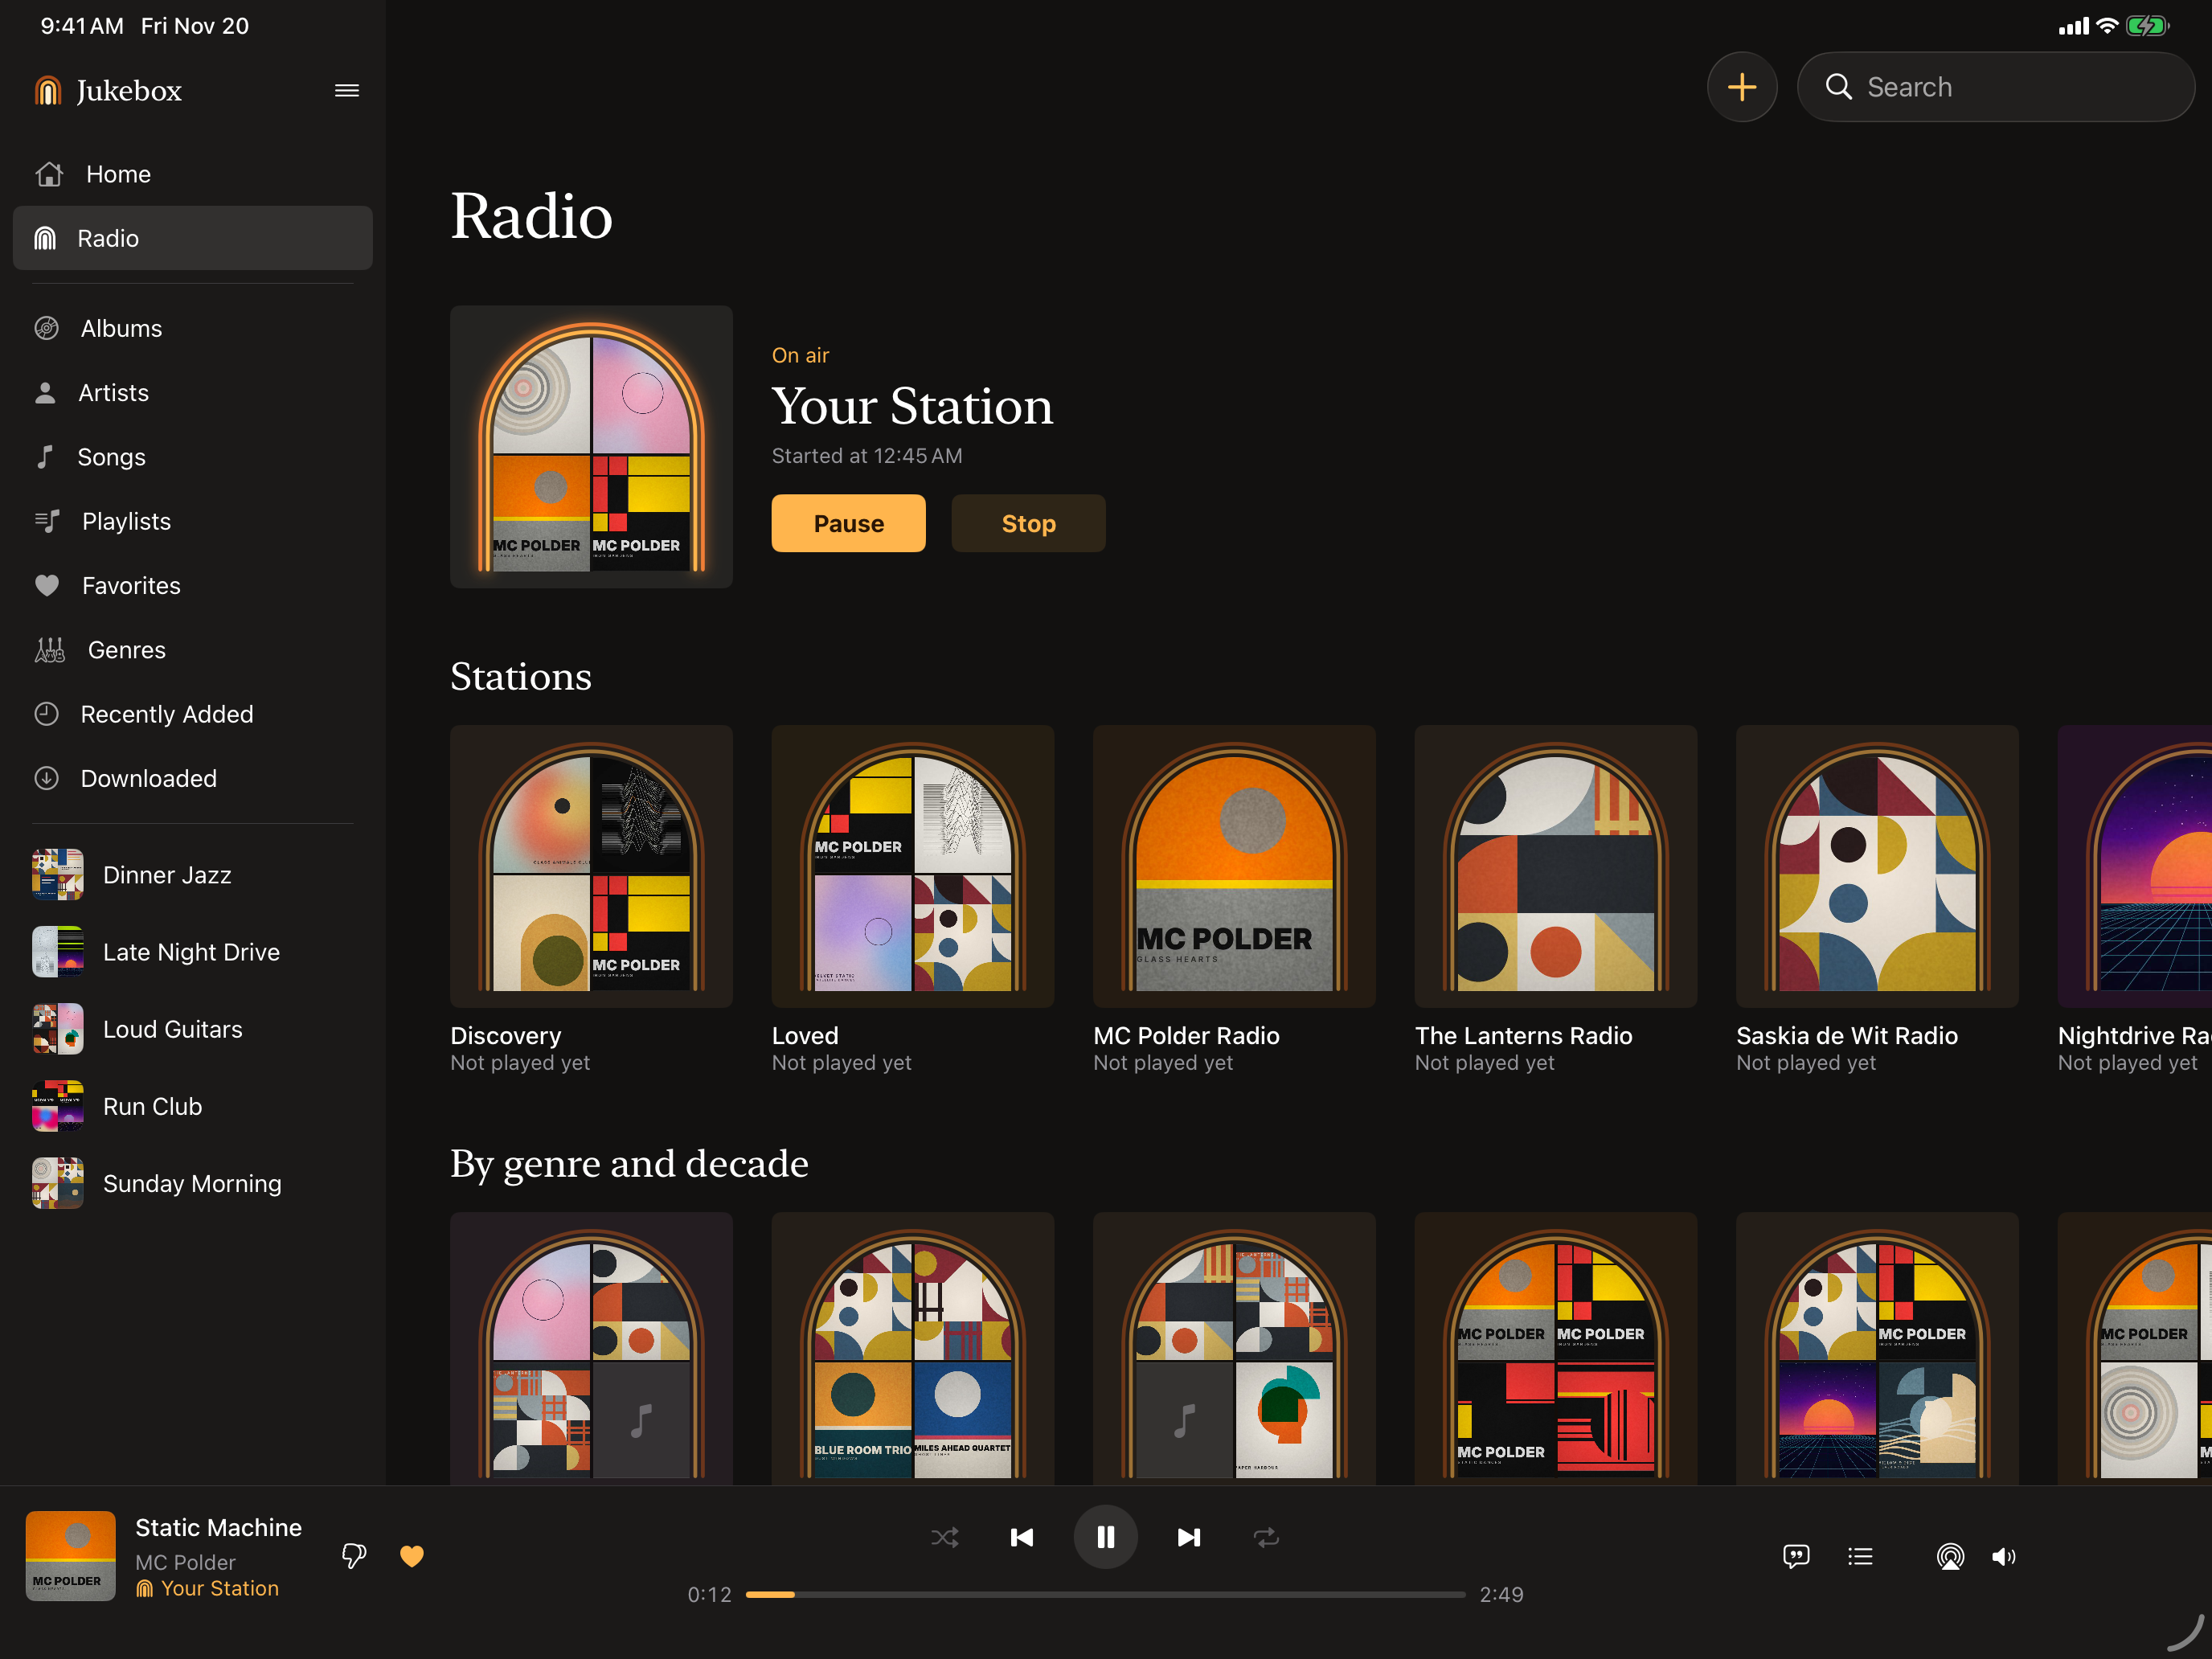 9:41 AM Fri Nov 20
Jukebox
Search
Home
Radio
Albums
Artists
Songs
Playlists
Favorites
Genres
Recently Added
Downloaded
Dinner Jazz
Late Night Drive
Loud Guitars
Run Club
Sunday Morning
Radio
On air
Your Station
Started at 12:45 AM
Pause
Stop
MC POLDER
MC POLDER
Stations
MC POLDER
MC POLDER
MC POLDER
GLASS HEARTS
Discovery
Not played yet
Loved
Not played yet
MC Polder Radio
Not played yet
The Lanterns Radio
Not played yet
Saskia de Wit Radio
Not played yet
Nightdrive Ra
Not played yet
By genre and decade
MC POLDER
MC POLDER
MC POLDER
MC POLDER
BLUE ROOM TRIO
MILES AHEAD QUARTET
MC POLDER
MC POLDER
Static Machine
MC Polder
Your Station
0:12
2:49